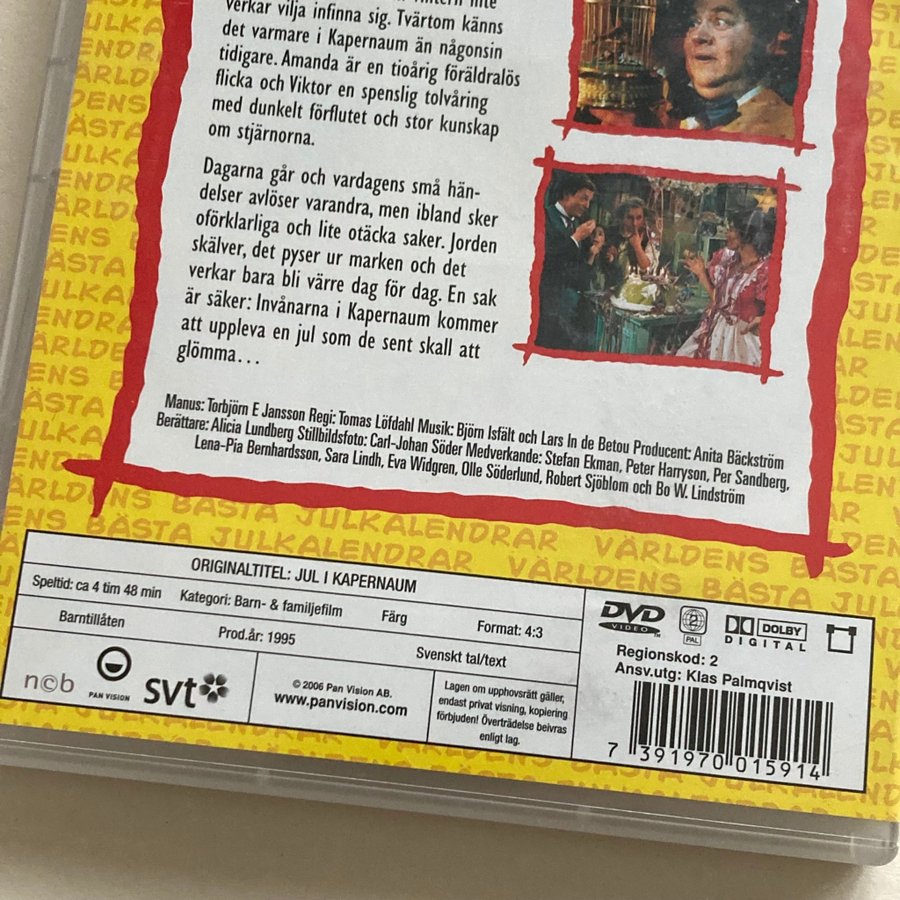 verkar vilja infinna sig. Tvärtom känns
det varmare i Kapernaum än någonsin
tidigare. Amanda är en tioårig föräldralös
flicka och Viktor en spenslig tolvåring
med dunkelt förflutet och stor kunskap
om stjärnorna.
Dagarna går och vardagens små hän-
delser avlöser varandra, men ibland sker
oförklarliga och lite otäcka saker. Jorden
skälver, det pyser ur marken och det
verkar bara bli värre dag för dag. En sak
är säker: Invånarna i Kapernaum kommer
att uppleva en jul som de sent skall att
glömma...
Manus: Torbjörn E Jansson Regi: Tomas Löfdahl Musik: Björn Isfält och Lars In de Betou Producent: Anita Bäckström
Berättare: Alicia Lundberg Stillbildsfoto: Carl-Johan Söder Medverkande: Stefan Ekman, Peter Harryson, Per Sandberg,
Lena-Pia Bernhardsson, Sara Lindh, Eva Widgren, Olle Söderlund, Robert Sjöblom och Bo W. Lindström
VÄRLDENS BÄSTA JULKALENDRAR
ORIGINALTITEL: JUL I KAPERNAUM
Speltid: ca 4 tim 48 min Kategori: Barn- & familjefilm Färg Format: 4:3
Barntillåten Prod.år: 1995 Svenskt tal/text
ncb PAN VISION svt
© 2006 Pan Vision AB.
www.panvision.com
Lagen om upphovsrätt gäller,
endast privat visning, kopiering
förbjuden! Överträdelse beivras
enligt lag.
DVD VIDEO 2 PAL DOLBY DIGITAL
Regionskod: 2
Ansv.utg: Klas Palmqvist
7 391970 015914